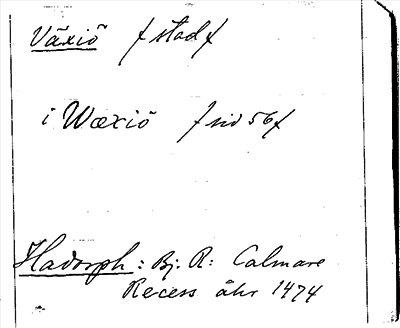 Växiö / stad /
i Wæxiö / sid 56 /
Hadorph: Bj. R: Calmare
Recess åhr 1474